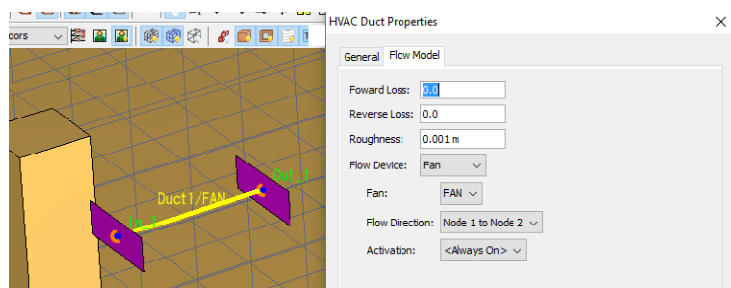 cors
HVAC Duct Properties
General Flow Model
Foward Loss: 0.0
Reverse Loss: 0.0
Roughness: 0.001 m
Flow Device: Fan
Fan: FAN
Flow Direction: Node 1 to Node 2
Activation: <Always On>
Out_1
Duct1/FAN
In_1